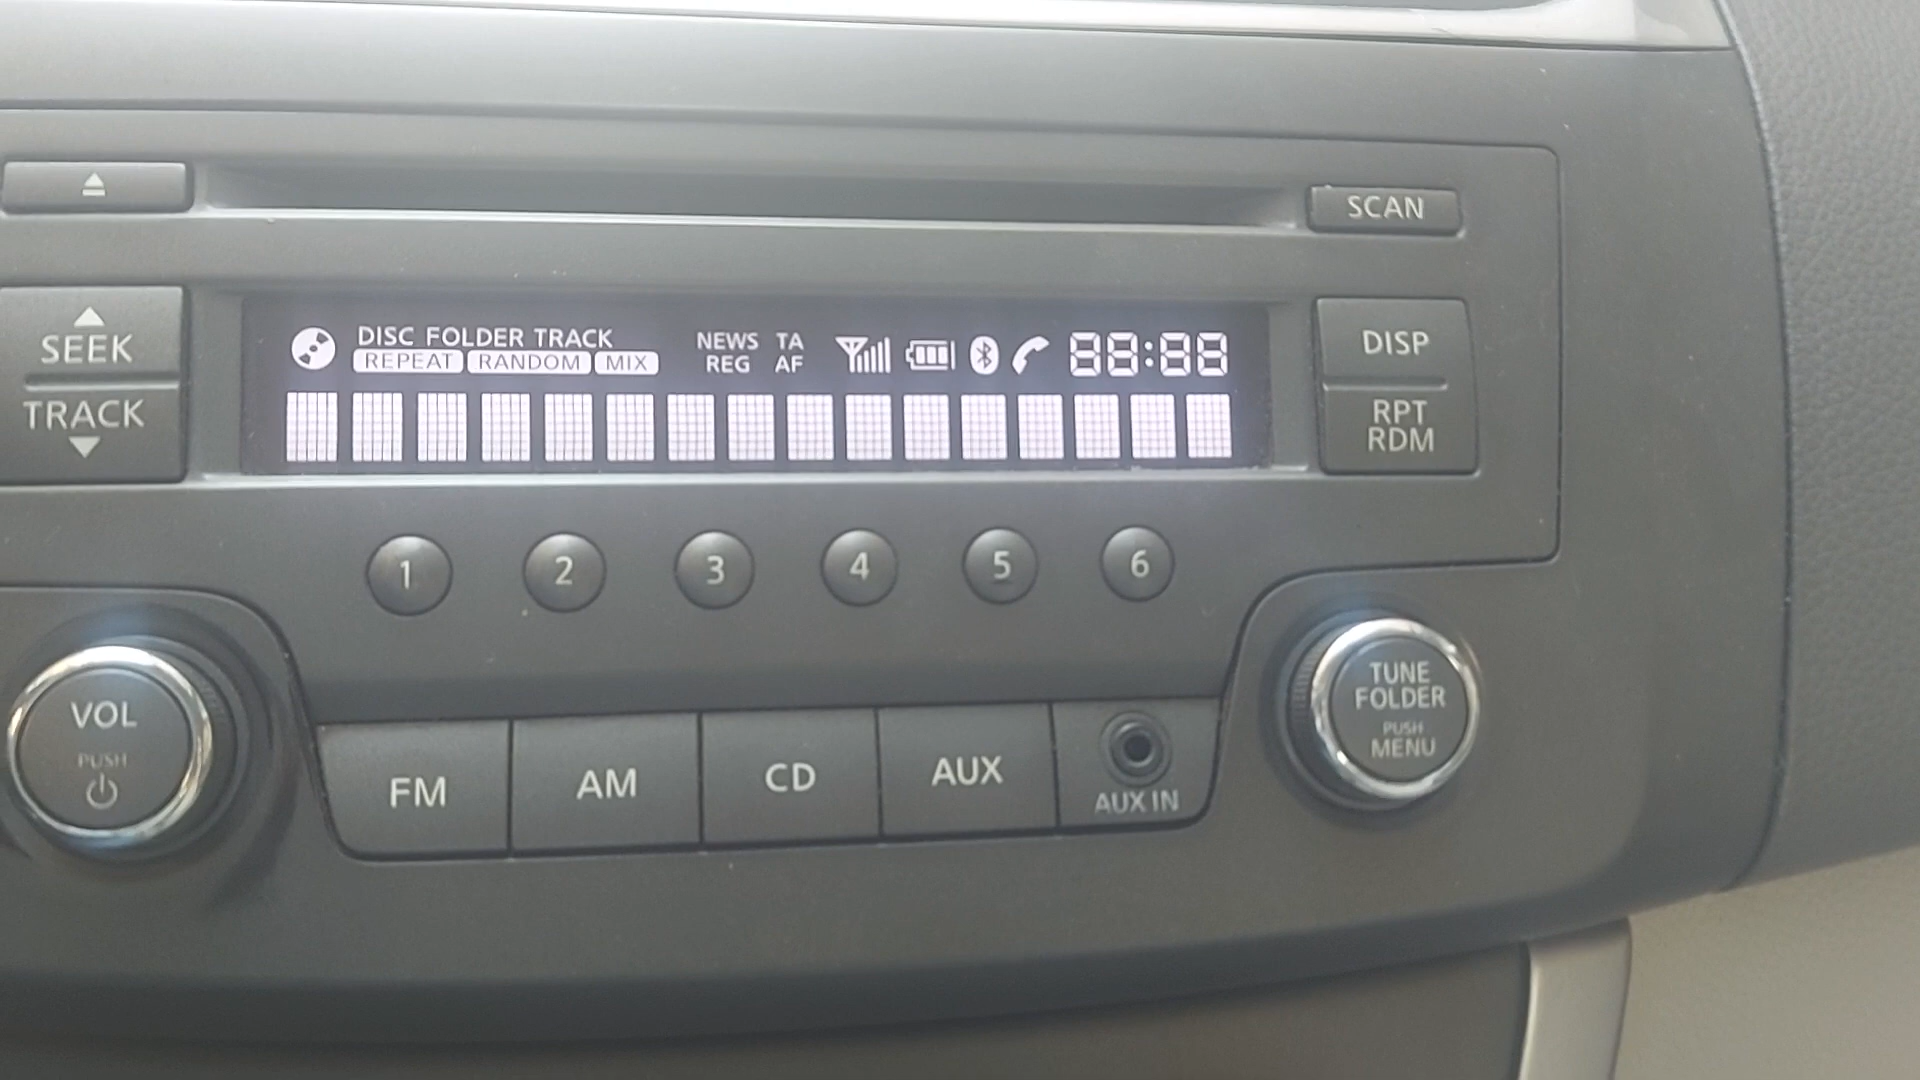 SCAN
SEEK
TRACK
DISC FOLDER TRACK
REPEAT RANDOM MIX
NEWS TA
REG AF
88:88
DISP
RPT
RDM
1 2 3 4 5 6
VOL
PUSH
FM AM CD AUX
AUX IN
TUNE
FOLDER
PUSH
MENU